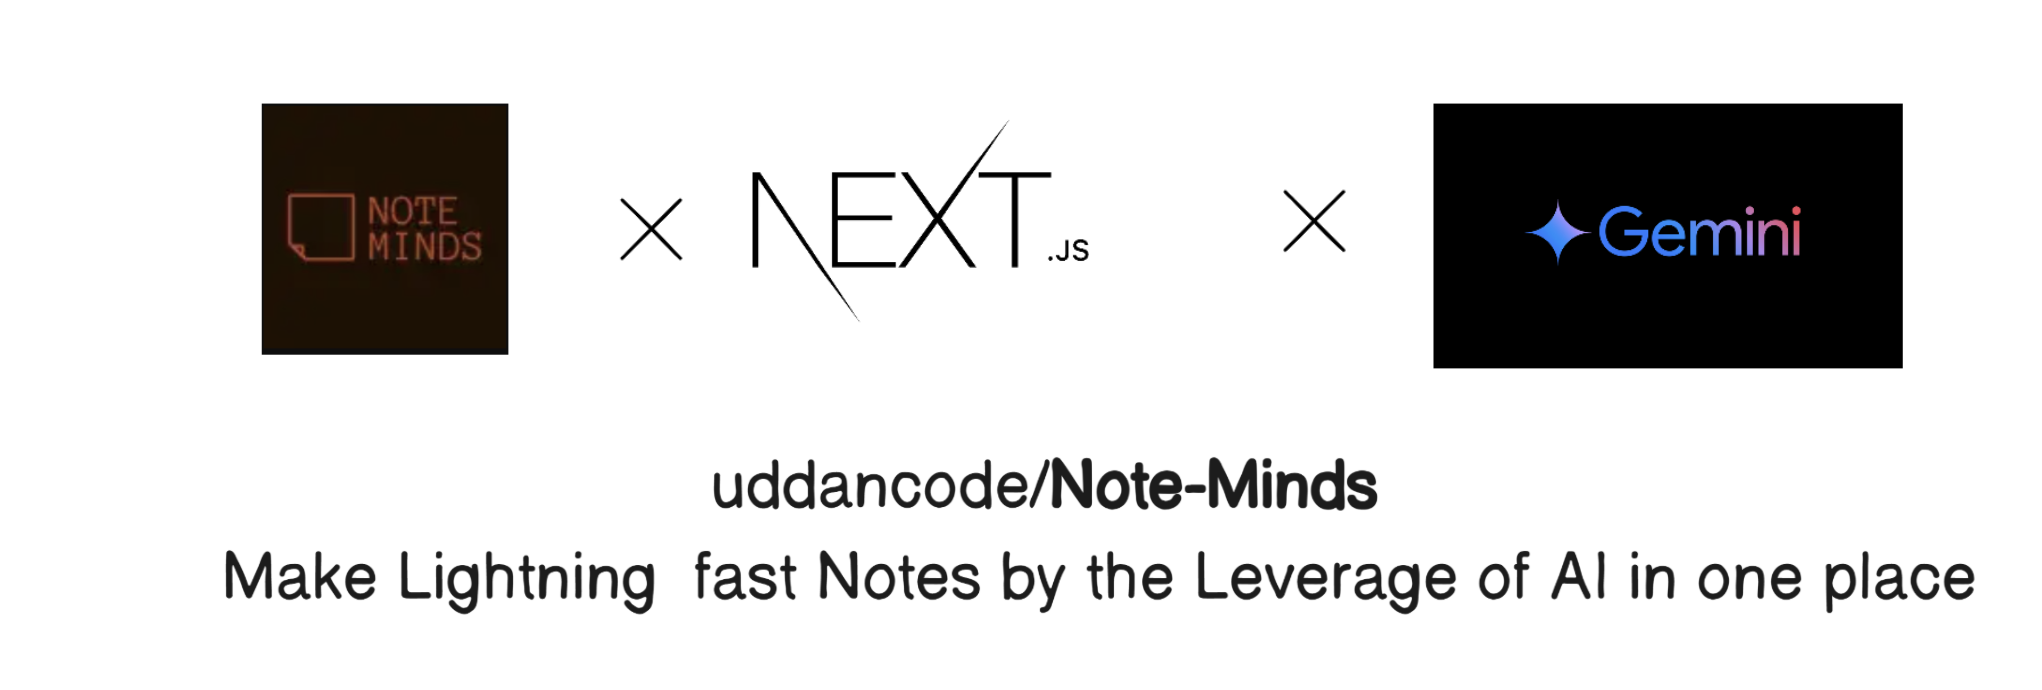 NOTE
MINDS
NEXT.JS
Gemini
uddancode/Note-Minds
Make Lightning  fast Notes by the Leverage of AI in one place